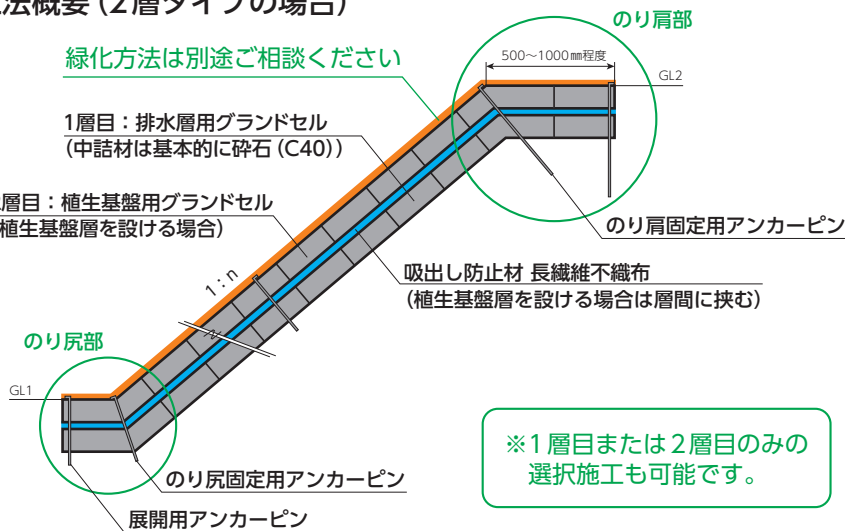 法概要（2層タイプの場合）
のり肩部
緑化方法は別途ご相談ください
500～1000㎜程度
GL2
1層目：排水層用グランドセル
（中詰材は基本的に砕石（C40））
層目：植生基盤用グランドセル
植生基盤層を設ける場合）
のり肩固定用アンカーピン
吸出し防止材 長繊維不織布
（植生基盤層を設ける場合は層間に挟む）
1：n
のり尻部
GL1
※1層目または2層目のみの
選択施工も可能です。
のり尻固定用アンカーピン
展開用アンカーピン